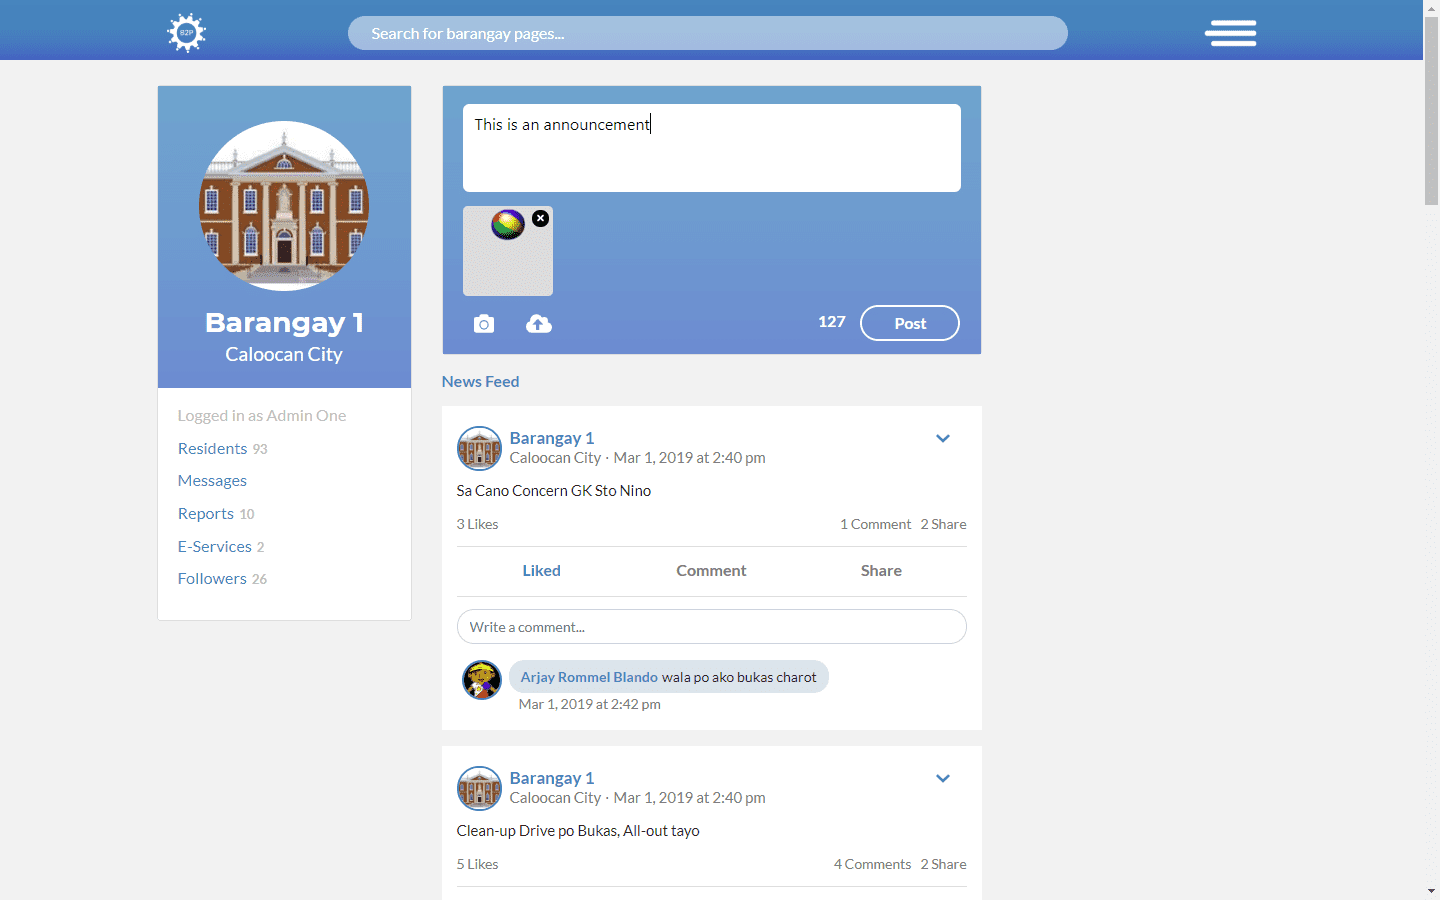 B2P
Search for barangay pages...
This is an announcement
127
Post
Barangay 1
Caloocan City
Logged in as Admin One
Residents 93
Messages
Reports 10
E-Services 2
Followers 26
News Feed
Barangay 1
Caloocan City · Mar 1, 2019 at 2:40 pm
Sa Cano Concern GK Sto Nino
3 Likes 1 Comment 2 Share
Liked Comment Share
Write a comment...
Arjay Rommel Blando wala po ako bukas charot
Mar 1, 2019 at 2:42 pm
Barangay 1
Caloocan City · Mar 1, 2019 at 2:40 pm
Clean-up Drive po Bukas, All-out tayo
5 Likes 4 Comments 2 Share